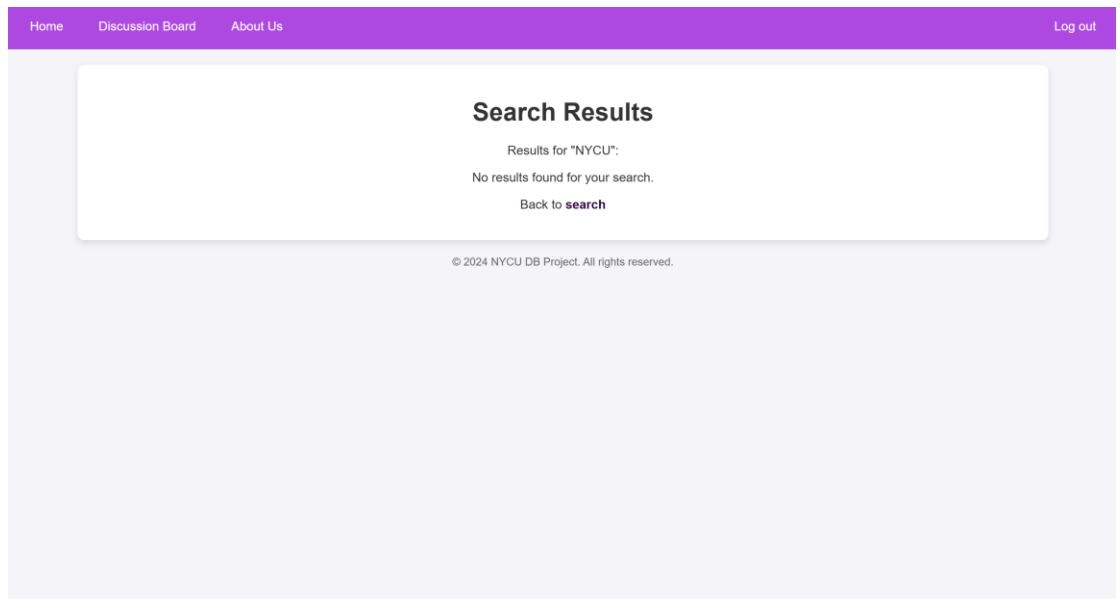 Home Discussion Board About Us Log out
Search Results
Results for "NYCU":
No results found for your search.
Back to search
© 2024 NYCU DB Project. All rights reserved.